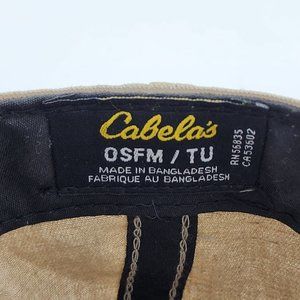 Cabela's
OSFM / TU
MADE IN BANGLADESH
FABRIQUE AU BANGLADESH
RN56835
CA53602